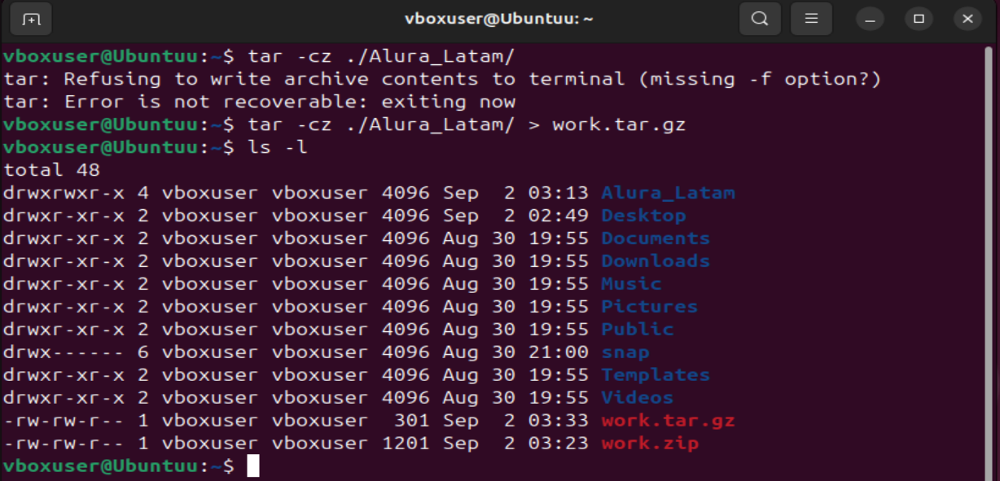 vboxuser@Ubuntuu: ~
vboxuser@Ubuntuu:~$ tar -cz ./Alura_Latam/
tar: Refusing to write archive contents to terminal (missing -f option?)
tar: Error is not recoverable: exiting now
vboxuser@Ubuntuu:~$ tar -cz ./Alura_Latam/ > work.tar.gz
vboxuser@Ubuntuu:~$ ls -l
total 48
drwxrwxr-x 4 vboxuser vboxuser 4096 Sep  2 03:13 Alura_Latam
drwxr-xr-x 2 vboxuser vboxuser 4096 Sep  2 02:49 Desktop
drwxr-xr-x 2 vboxuser vboxuser 4096 Aug 30 19:55 Documents
drwxr-xr-x 2 vboxuser vboxuser 4096 Aug 30 19:55 Downloads
drwxr-xr-x 2 vboxuser vboxuser 4096 Aug 30 19:55 Music
drwxr-xr-x 2 vboxuser vboxuser 4096 Aug 30 19:55 Pictures
drwxr-xr-x 2 vboxuser vboxuser 4096 Aug 30 19:55 Public
drwx------ 6 vboxuser vboxuser 4096 Aug 30 21:00 snap
drwxr-xr-x 2 vboxuser vboxuser 4096 Aug 30 19:55 Templates
drwxr-xr-x 2 vboxuser vboxuser 4096 Aug 30 19:55 Videos
-rw-rw-r-- 1 vboxuser vboxuser  301 Sep  2 03:33 work.tar.gz
-rw-rw-r-- 1 vboxuser vboxuser 1201 Sep  2 03:23 work.zip
vboxuser@Ubuntuu:~$